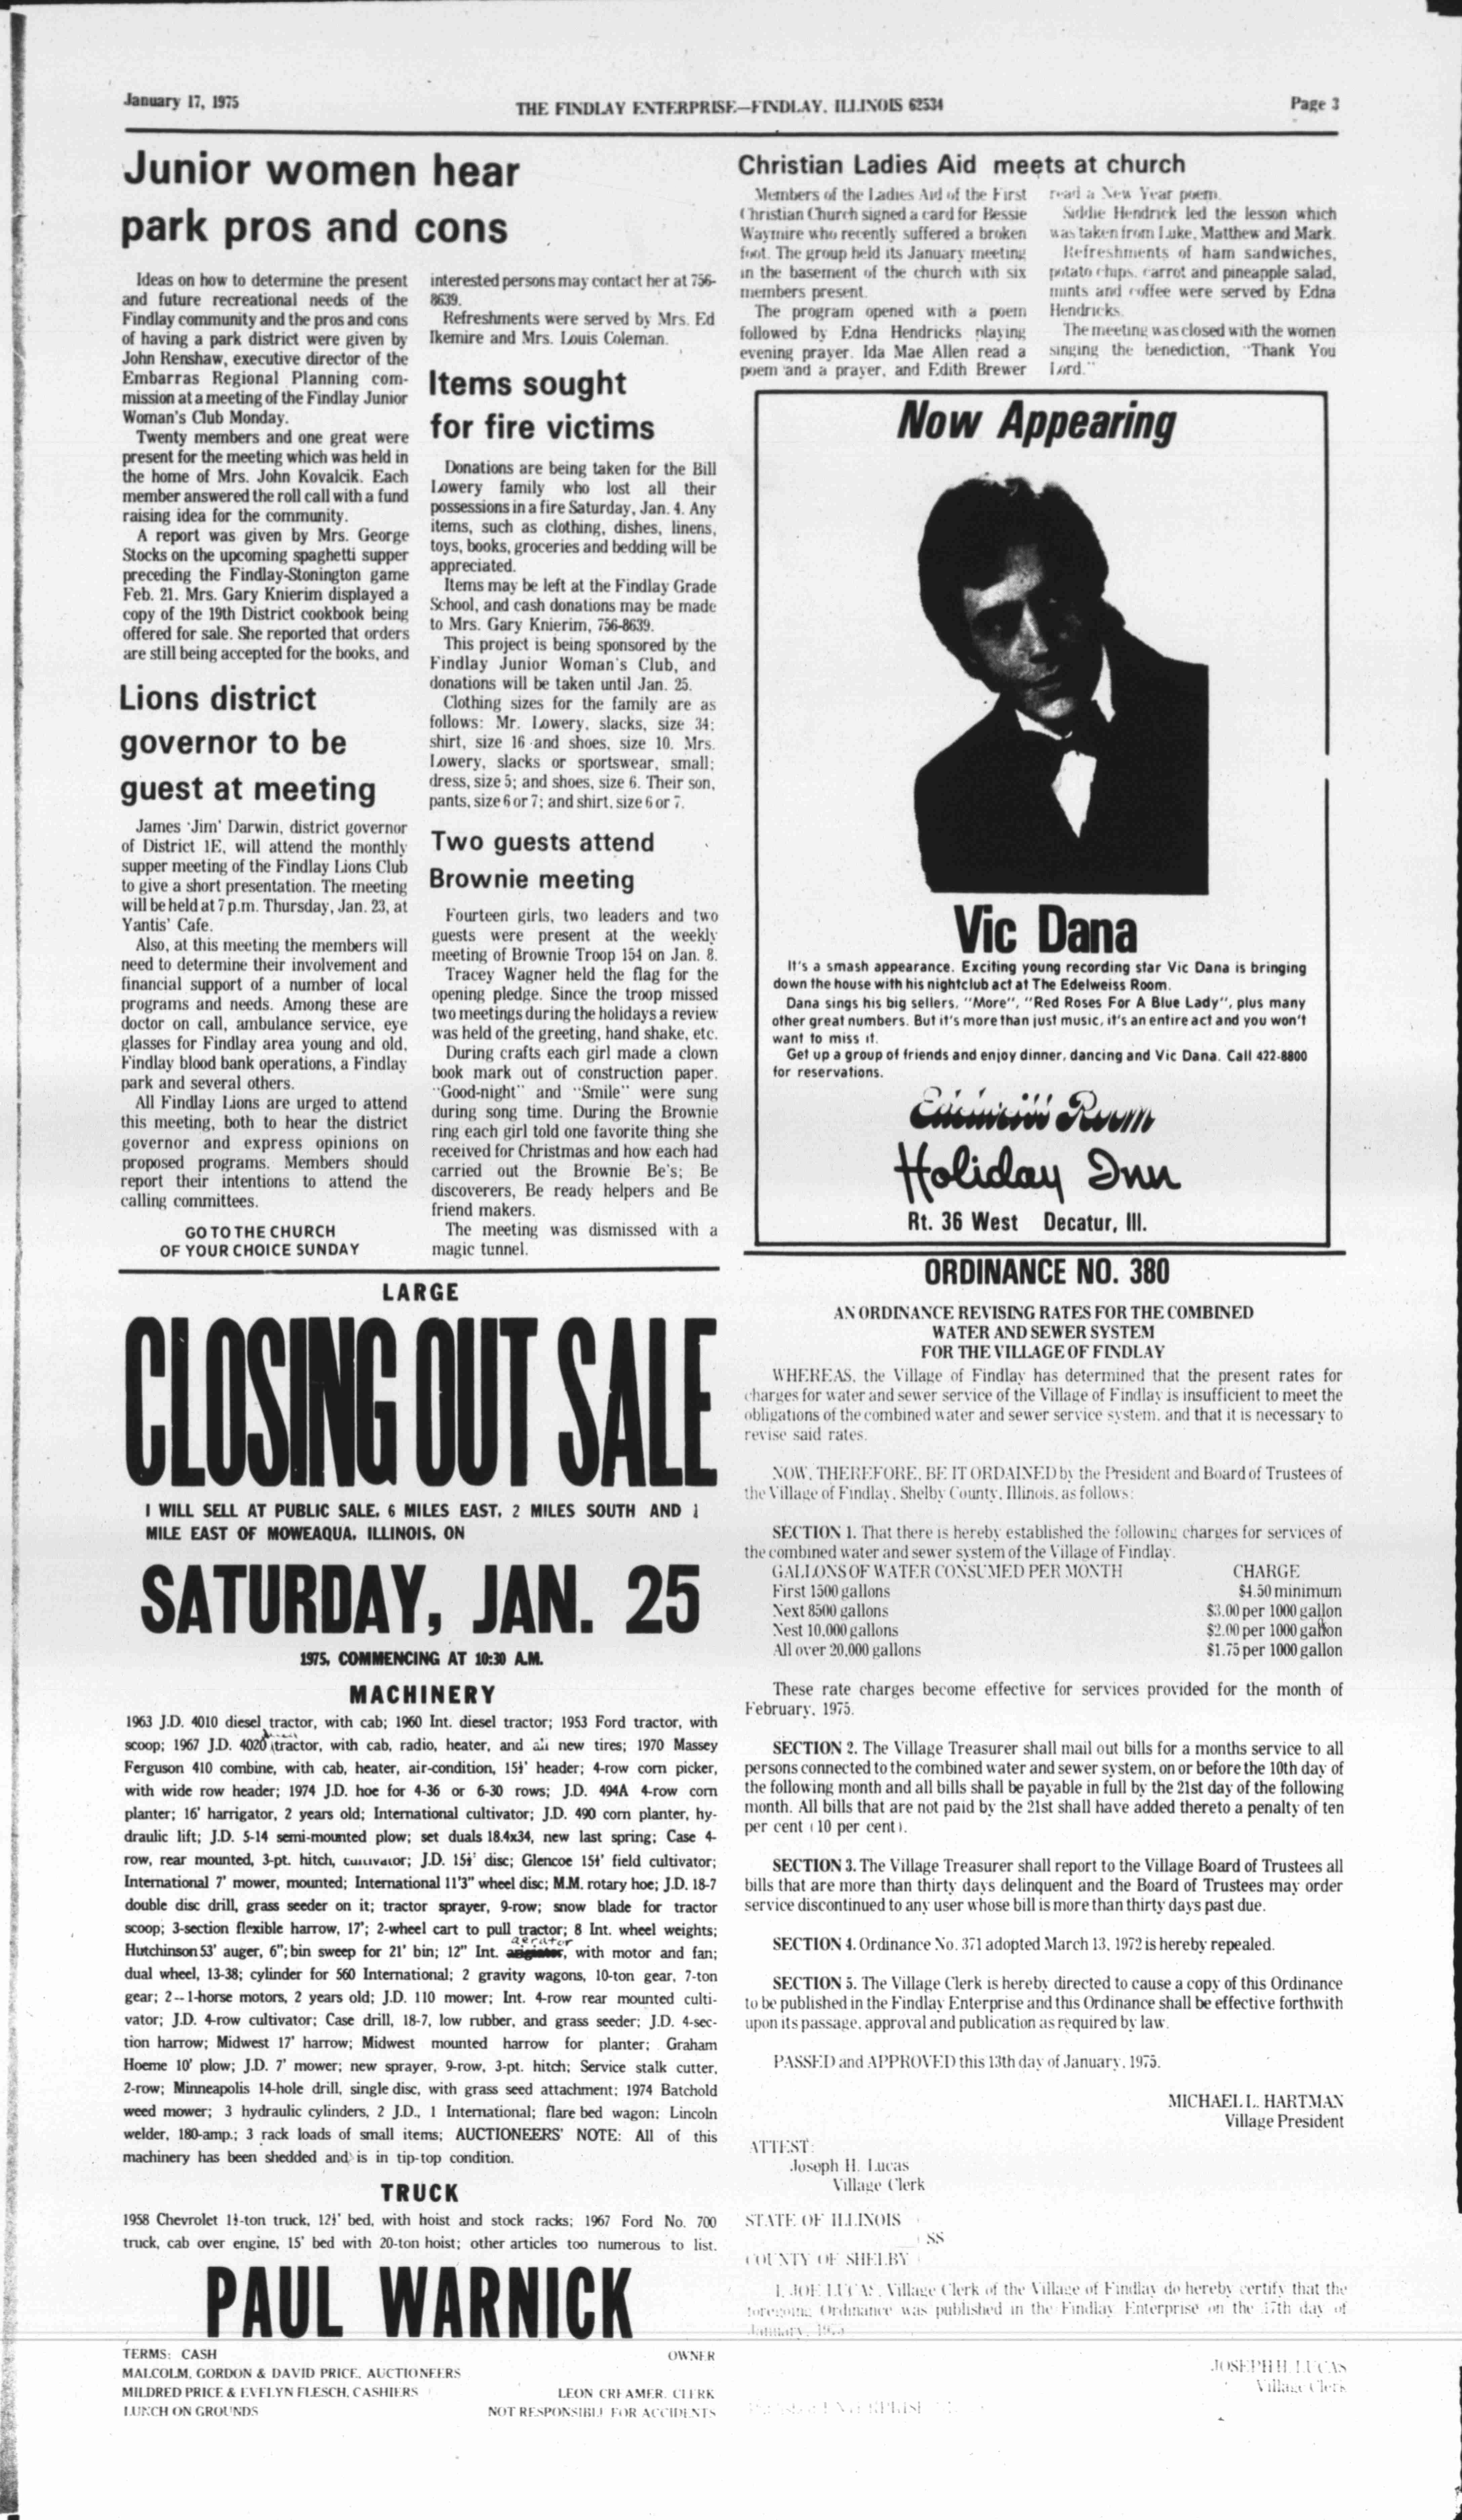 January 17, 1975
THE FINDLAY ENTERPRISE—FINDLAY, ILLINOIS 62534
Page 3
Junior women hear
park pros and cons
Ideas on how to determine the present
and future recreational needs of the
Findlay community and the pros and cons
of having a park district were given by
John Renshaw, executive director of the
Embarras Regional Planning com-
mission at a meeting of the Findlay Junior
Woman's Club Monday.
Twenty members and one great were
present for the meeting which was held in
the home of Mrs. John Kovalcik. Each
member answered the roll call with a fund
raising idea for the community.
A report was given by Mrs. George
Stocks on the upcoming spaghetti supper
preceding the Findlay-Stonington game
Feb. 21. Mrs. Gary Knierim displayed a
copy of the 19th District cookbook being
offered for sale. She reported that orders
are still being accepted for the books, and
interested persons may contact her at 756-
8639.
Refreshments were served by Mrs. Ed
Ikemire and Mrs. Louis Coleman.
Lions district
governor to be
guest at meeting
James 'Jim' Darwin, district governor
of District 1E, will attend the monthly
supper meeting of the Findlay Lions Club
to give a short presentation. The meeting
will be held at 7 p.m. Thursday, Jan. 23, at
Yantis' Cafe.
Also, at this meeting the members will
need to determine their involvement and
financial support of a number of local
programs and needs. Among these are
doctor on call, ambulance service, eye
glasses for Findlay area young and old,
Findlay blood bank operations, a Findlay
park and several others.
All Findlay Lions are urged to attend
this meeting, both to hear the district
governor and express opinions on
proposed programs. Members should
report their intentions to attend the
calling committees.
GO TO THE CHURCH
OF YOUR CHOICE SUNDAY
Items sought
for fire victims
Donations are being taken for the Bill
Lowery family who lost all their
possessions in a fire Saturday, Jan. 4. Any
items, such as clothing, dishes, linens,
toys, books, groceries and bedding will be
appreciated.
Items may be left at the Findlay Grade
School, and cash donations may be made
to Mrs. Gary Knierim, 756-8639.
This project is being sponsored by the
Findlay Junior Woman's Club, and
donations will be taken until Jan. 25.
Clothing sizes for the family are as
follows: Mr. Lowery, slacks, size 34;
shirt, size 16 and shoes, size 10. Mrs.
Lowery, slacks or sportswear, small;
dress, size 5; and shoes, size 6. Their son,
pants, size 6 or 7; and shirt, size 6 or 7.
Two guests attend
Brownie meeting
Fourteen girls, two leaders and two
guests were present at the weekly
meeting of Brownie Troop 154 on Jan. 8.
Tracey Wagner held the flag for the
opening pledge. Since the troop missed
two meetings during the holidays a review
was held of the greeting, hand shake, etc.
During crafts each girl made a clown
book mark out of construction paper.
"Good-night" and "Smile" were sung
during song time. During the Brownie
ring each girl told one favorite thing she
received for Christmas and how each had
carried out the Brownie Be's; Be
discoverers, Be ready helpers and Be
friend makers.
The meeting was dismissed with a
magic tunnel.
Christian Ladies Aid meets at church
Members of the Ladies Aid of the First
Christian Church signed a card for Bessie
Waymire who recently suffered a broken
foot. The group held its January meeting
in the basement of the church with six
members present.
The program opened with a poem
followed by Edna Hendricks playing
evening prayer. Ida Mae Allen read a
poem and a prayer, and Edith Brewer
read a New Year poem.
Siddie Hendrick led the lesson which
was taken from Luke, Matthew and Mark.
Refreshments of ham sandwiches,
potato chips, carrot and pineapple salad,
mints and coffee were served by Edna
Hendricks.
The meeting was closed with the women
singing the benediction, "Thank You
Lord."
Now Appearing
Vic Dana
It's a smash appearance. Exciting young recording star Vic Dana is bringing
down the house with his nightclub act at The Edelweiss Room.
Dana sings his big sellers, "More", "Red Roses For A Blue Lady", plus many
other great numbers. But it's more than just music, it's an entire act and you won't
want to miss it.
Get up a group of friends and enjoy dinner, dancing and Vic Dana. Call 422-8800
for reservations.
Edelweiss Room
Holiday Inn
Rt. 36 West Decatur, Ill.
LARGE
CLOSING OUT SALE
I WILL SELL AT PUBLIC SALE, 6 MILES EAST, 2 MILES SOUTH AND ½
MILE EAST OF MOWEAQUA, ILLINOIS, ON
SATURDAY, JAN. 25
1975, COMMENCING AT 10:30 A.M.
MACHINERY
1963 J.D. 4010 diesel tractor, with cab; 1960 Int. diesel tractor; 1953 Ford tractor, with
scoop; 1967 J.D. 4020 tractor, with cab, radio, heater, and all new tires; 1970 Massey
Ferguson 410 combine, with cab, heater, air-condition, 15½' header; 4-row corn picker,
with wide row header; 1974 J.D. hoe for 4-36 or 6-30 rows; J.D. 494A 4-row corn
planter; 16' harrigator, 2 years old; International cultivator; J.D. 490 corn planter, hy-
draulic lift; J.D. 5-14 semi-mounted plow; set duals 18.4x34, new last spring; Case 4-
row, rear mounted, 3-pt. hitch, cultivator; J.D. 15½' disc; Glencoe 15½' field cultivator;
International 7' mower, mounted; International 11'3" wheel disc; M.M. rotary hoe; J.D. 18-7
double disc drill, grass seeder on it; tractor sprayer, 9-row; snow blade for tractor
scoop; 3-section flexible harrow, 17'; 2-wheel cart to pull tractor; 8 Int. wheel weights;
Hutchinson 53' auger, 6"; bin sweep for 21' bin; 12" Int. aerator, with motor and fan;
dual wheel, 13-38; cylinder for 560 International; 2 gravity wagons, 10-ton gear, 7-ton
gear; 2--1-horse motors, 2 years old; J.D. 110 mower; Int. 4-row rear mounted culti-
vator; J.D. 4-row cultivator; Case drill, 18-7, low rubber, and grass seeder; J.D. 4-sec-
tion harrow; Midwest 17' harrow; Midwest mounted harrow for planter; Graham
Hoeme 10' plow; J.D. 7' mower; new sprayer, 9-row, 3-pt. hitch; Service stalk cutter,
2-row; Minneapolis 14-hole drill, single disc, with grass seed attachment; 1974 Batchold
weed mower; 3 hydraulic cylinders, 2 J.D., 1 International; flare bed wagon; Lincoln
welder, 180-amp.; 3 rack loads of small items; AUCTIONEERS' NOTE: All of this
machinery has been shedded and is in tip-top condition.
TRUCK
1958 Chevrolet 1½-ton truck, 12½' bed, with hoist and stock racks; 1967 Ford No. 700
truck, cab over engine, 15' bed with 20-ton hoist; other articles too numerous to list.
PAUL WARNICK
TERMS: CASH
OWNER
MALCOLM, GORDON & DAVID PRICE, AUCTIONEERS
MILDRED PRICE & EVELYN FLESCH, CASHIERS
LEON CREAMER, CLERK
LUNCH ON GROUNDS
NOT RESPONSIBLE FOR ACCIDENTS
ORDINANCE NO. 380
AN ORDINANCE REVISING RATES FOR THE COMBINED
WATER AND SEWER SYSTEM
FOR THE VILLAGE OF FINDLAY
WHEREAS, the Village of Findlay has determined that the present rates for
charges for water and sewer service of the Village of Findlay is insufficient to meet the
obligations of the combined water and sewer service system, and that it is necessary to
revise said rates.
NOW, THEREFORE, BE IT ORDAINED by the President and Board of Trustees of
the Village of Findlay, Shelby County, Illinois, as follows:
SECTION 1. That there is hereby established the following charges for services of
the combined water and sewer system of the Village of Findlay.
GALLONS OF WATER CONSUMED PER MONTH CHARGE
First 1500 gallons $4.50 minimum
Next 8500 gallons $3.00 per 1000 gallon
Nest 10,000 gallons $2.00 per 1000 gallon
All over 20,000 gallons $1.75 per 1000 gallon
These rate charges become effective for services provided for the month of
February, 1975.
SECTION 2. The Village Treasurer shall mail out bills for a months service to all
persons connected to the combined water and sewer system, on or before the 10th day of
the following month and all bills shall be payable in full by the 21st day of the following
month. All bills that are not paid by the 21st shall have added thereto a penalty of ten
per cent (10 per cent).
SECTION 3. The Village Treasurer shall report to the Village Board of Trustees all
bills that are more than thirty days delinquent and the Board of Trustees may order
service discontinued to any user whose bill is more than thirty days past due.
SECTION 4. Ordinance No. 371 adopted March 13, 1972 is hereby repealed.
SECTION 5. The Village Clerk is hereby directed to cause a copy of this Ordinance
to be published in the Findlay Enterprise and this Ordinance shall be effective forthwith
upon its passage, approval and publication as required by law.
PASSED and APPROVED this 13th day of January, 1975.
MICHAEL L. HARTMAN
Village President
ATTEST:
Joseph H. Lucas
Village Clerk
STATE OF ILLINOIS
SS
COUNTY OF SHELBY
I, JOE LUCAS, Village Clerk of the Village of Findlay do hereby certify that the
foregoing Ordinance was published in the Findlay Enterprise on the 17th day of
January, 1975
JOSEPH H. LUCAS
Village Clerk